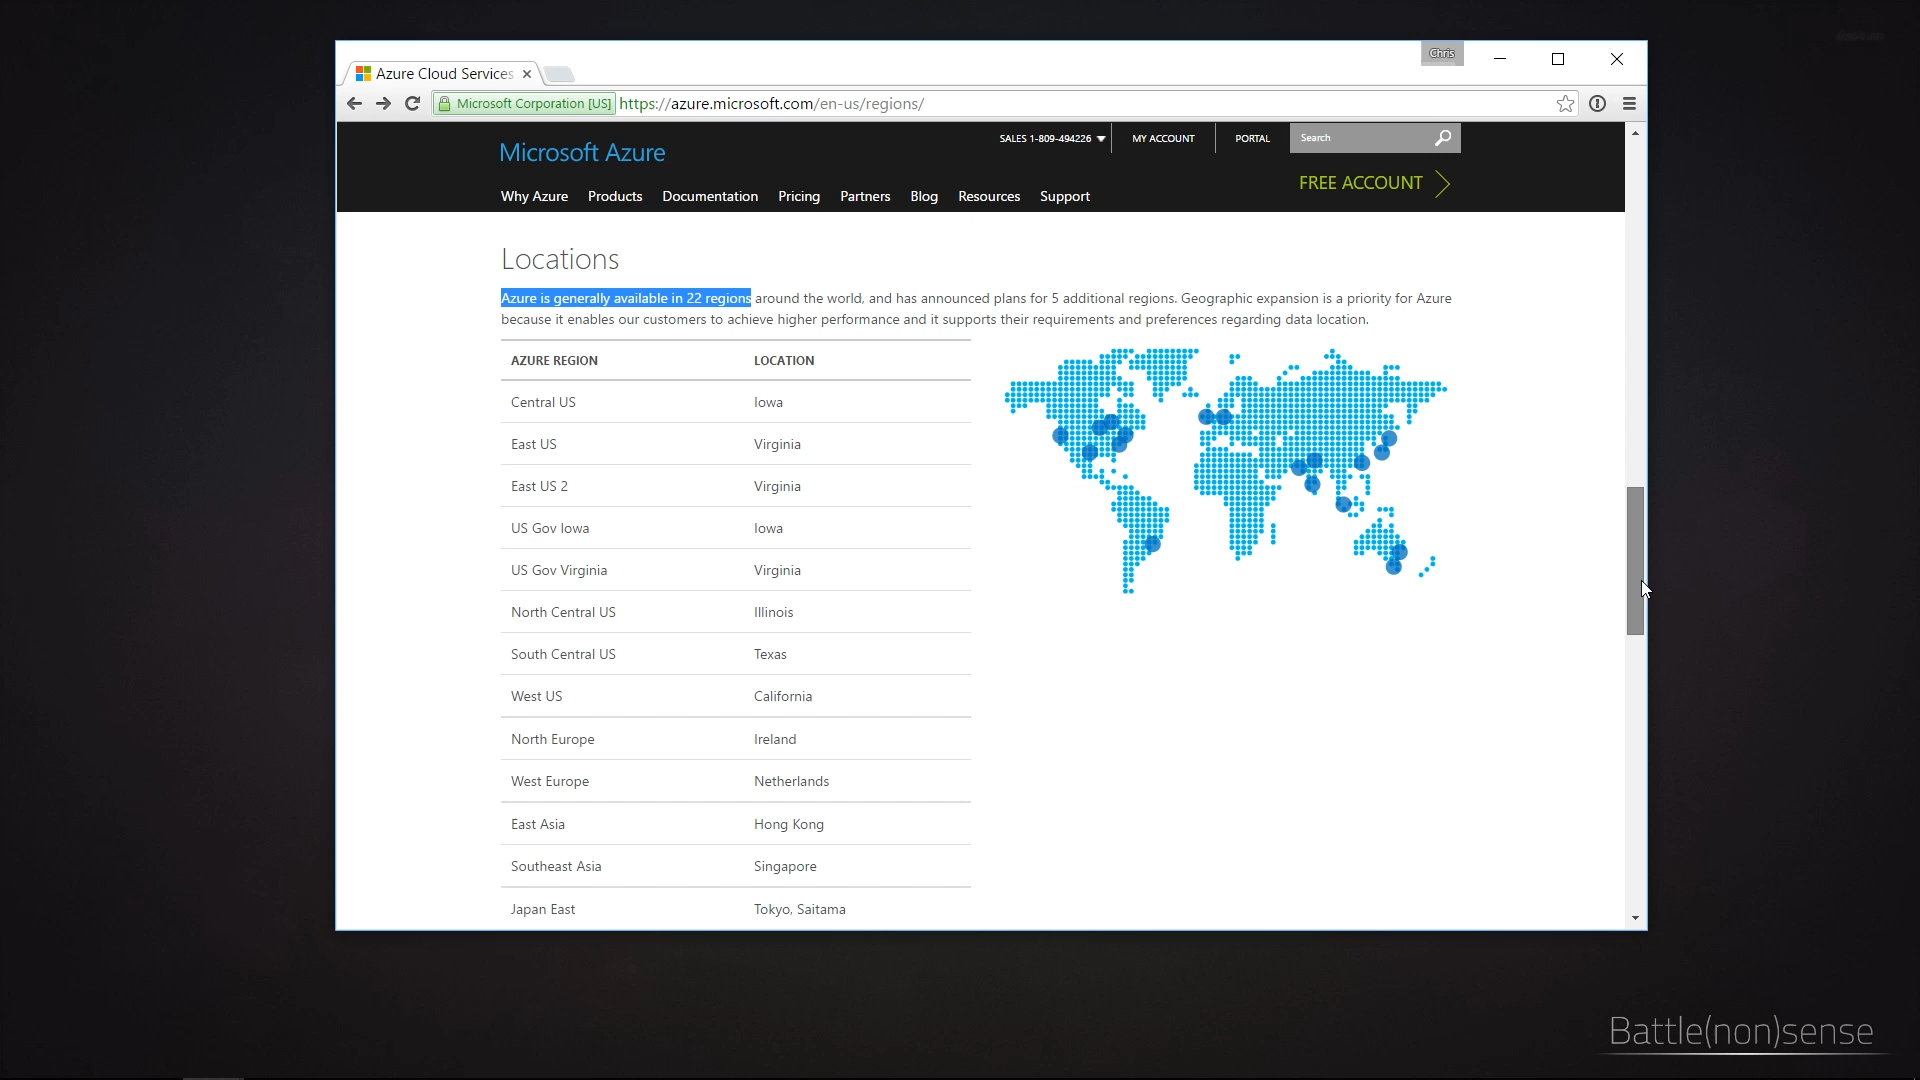 Chris
Azure Cloud Services
Microsoft Corporation [US] https://azure.microsoft.com/en-us/regions/
SALES 1-809-494226 MY ACCOUNT PORTAL Search
Microsoft Azure
FREE ACCOUNT
Why Azure Products Documentation Pricing Partners Blog Resources Support
Locations
Azure is generally available in 22 regions around the world, and has announced plans for 5 additional regions. Geographic expansion is a priority for Azure
because it enables our customers to achieve higher performance and it supports their requirements and preferences regarding data location.
AZURE REGION LOCATION
Central US Iowa
East US Virginia
East US 2 Virginia
US Gov Iowa Iowa
US Gov Virginia Virginia
North Central US Illinois
South Central US Texas
West US California
North Europe Ireland
West Europe Netherlands
East Asia Hong Kong
Southeast Asia Singapore
Japan East Tokyo, Saitama
Battle(non)sense